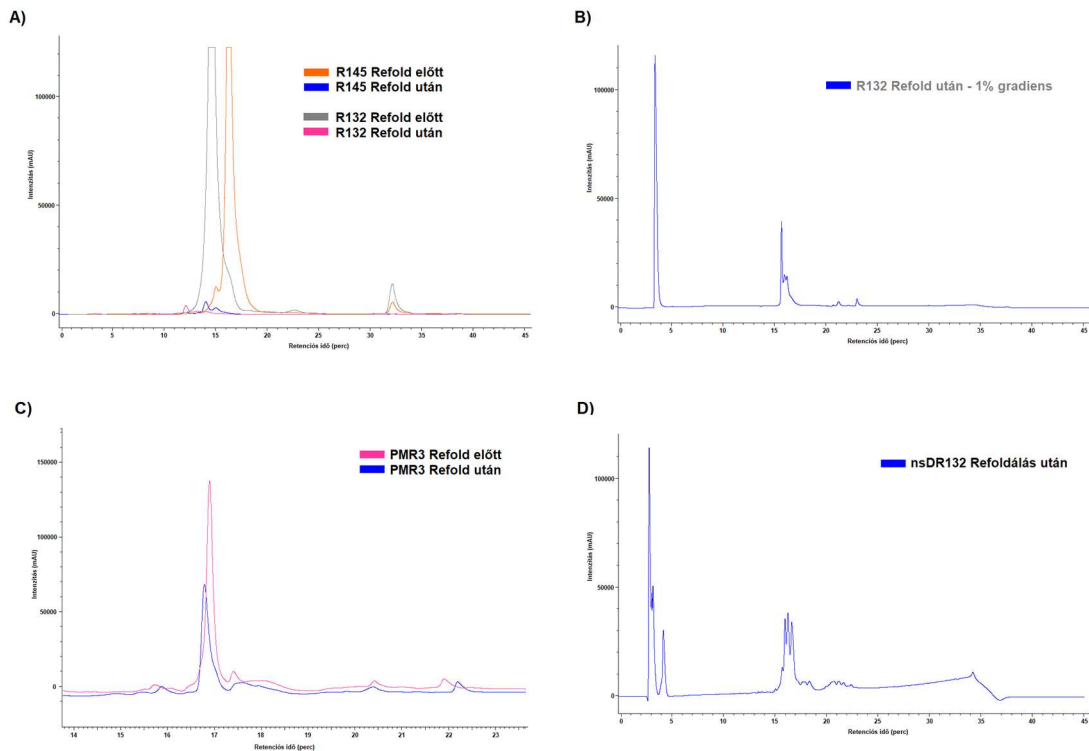 A)
R145 Refold előtt
R145 Refold után
R132 Refold előtt
R132 Refold után
Intenzitás (mAU)
100000
50000
0
0 5 10 15 20 25 30 35 40 45
Retenciós idő (perc)
B)
R132 Refold után - 1% gradiens
Intenzitás (mAU)
100000
50000
0
0 5 10 15 20 25 30 35 40 45
Retenciós idő (perc)
C)
PMR3 Refold előtt
PMR3 Refold után
Intenzitás (mAU)
150000
100000
50000
0
14 15 16 17 18 19 20 21 22 23
Retenciós idő (perc)
D)
nsDR132 Refoldálás után
Intenzitás (mAU)
100000
50000
0
0 5 10 15 20 25 30 35 40 45
Retenciós idő (perc)